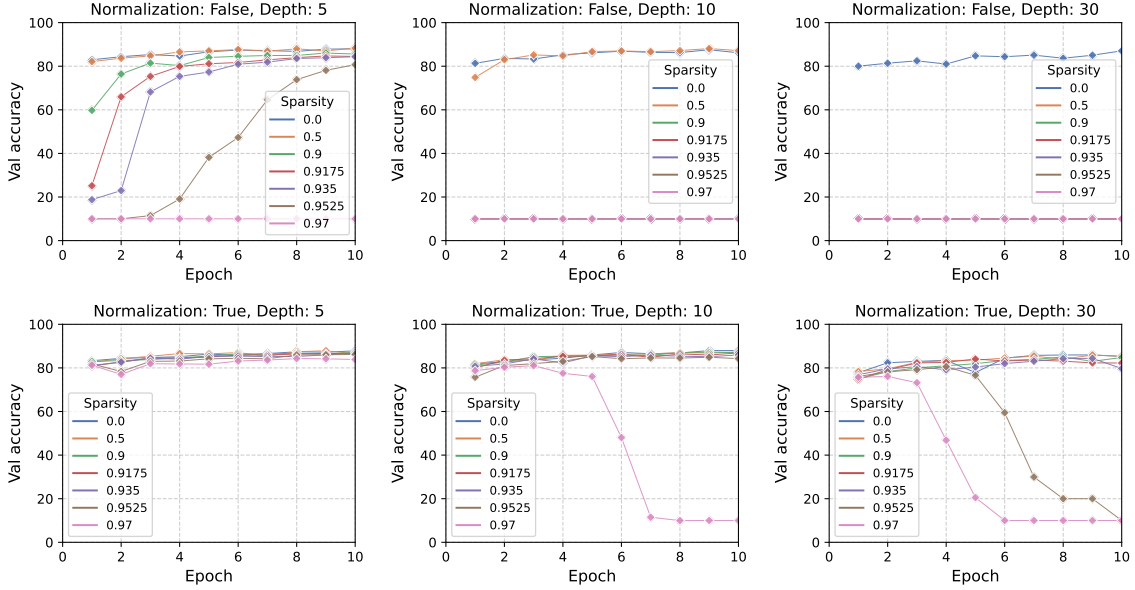 Normalization: False, Depth: 5
100
80
60
40
20
0
Val accuracy
0 2 4 6 8 10
Epoch
Sparsity
0.0
0.5
0.9
0.9175
0.935
0.9525
0.97
Normalization: False, Depth: 10
100
80
60
40
20
0
Val accuracy
0 2 4 6 8 10
Epoch
Sparsity
0.0
0.5
0.9
0.9175
0.935
0.9525
0.97
Normalization: False, Depth: 30
100
80
60
40
20
0
Val accuracy
0 2 4 6 8 10
Epoch
Sparsity
0.0
0.5
0.9
0.9175
0.935
0.9525
0.97
Normalization: True, Depth: 5
100
80
60
40
20
0
Val accuracy
0 2 4 6 8 10
Epoch
Sparsity
0.0
0.5
0.9
0.9175
0.935
0.9525
0.97
Normalization: True, Depth: 10
100
80
60
40
20
0
Val accuracy
0 2 4 6 8 10
Epoch
Sparsity
0.0
0.5
0.9
0.9175
0.935
0.9525
0.97
Normalization: True, Depth: 30
100
80
60
40
20
0
Val accuracy
0 2 4 6 8 10
Epoch
Sparsity
0.0
0.5
0.9
0.9175
0.935
0.9525
0.97